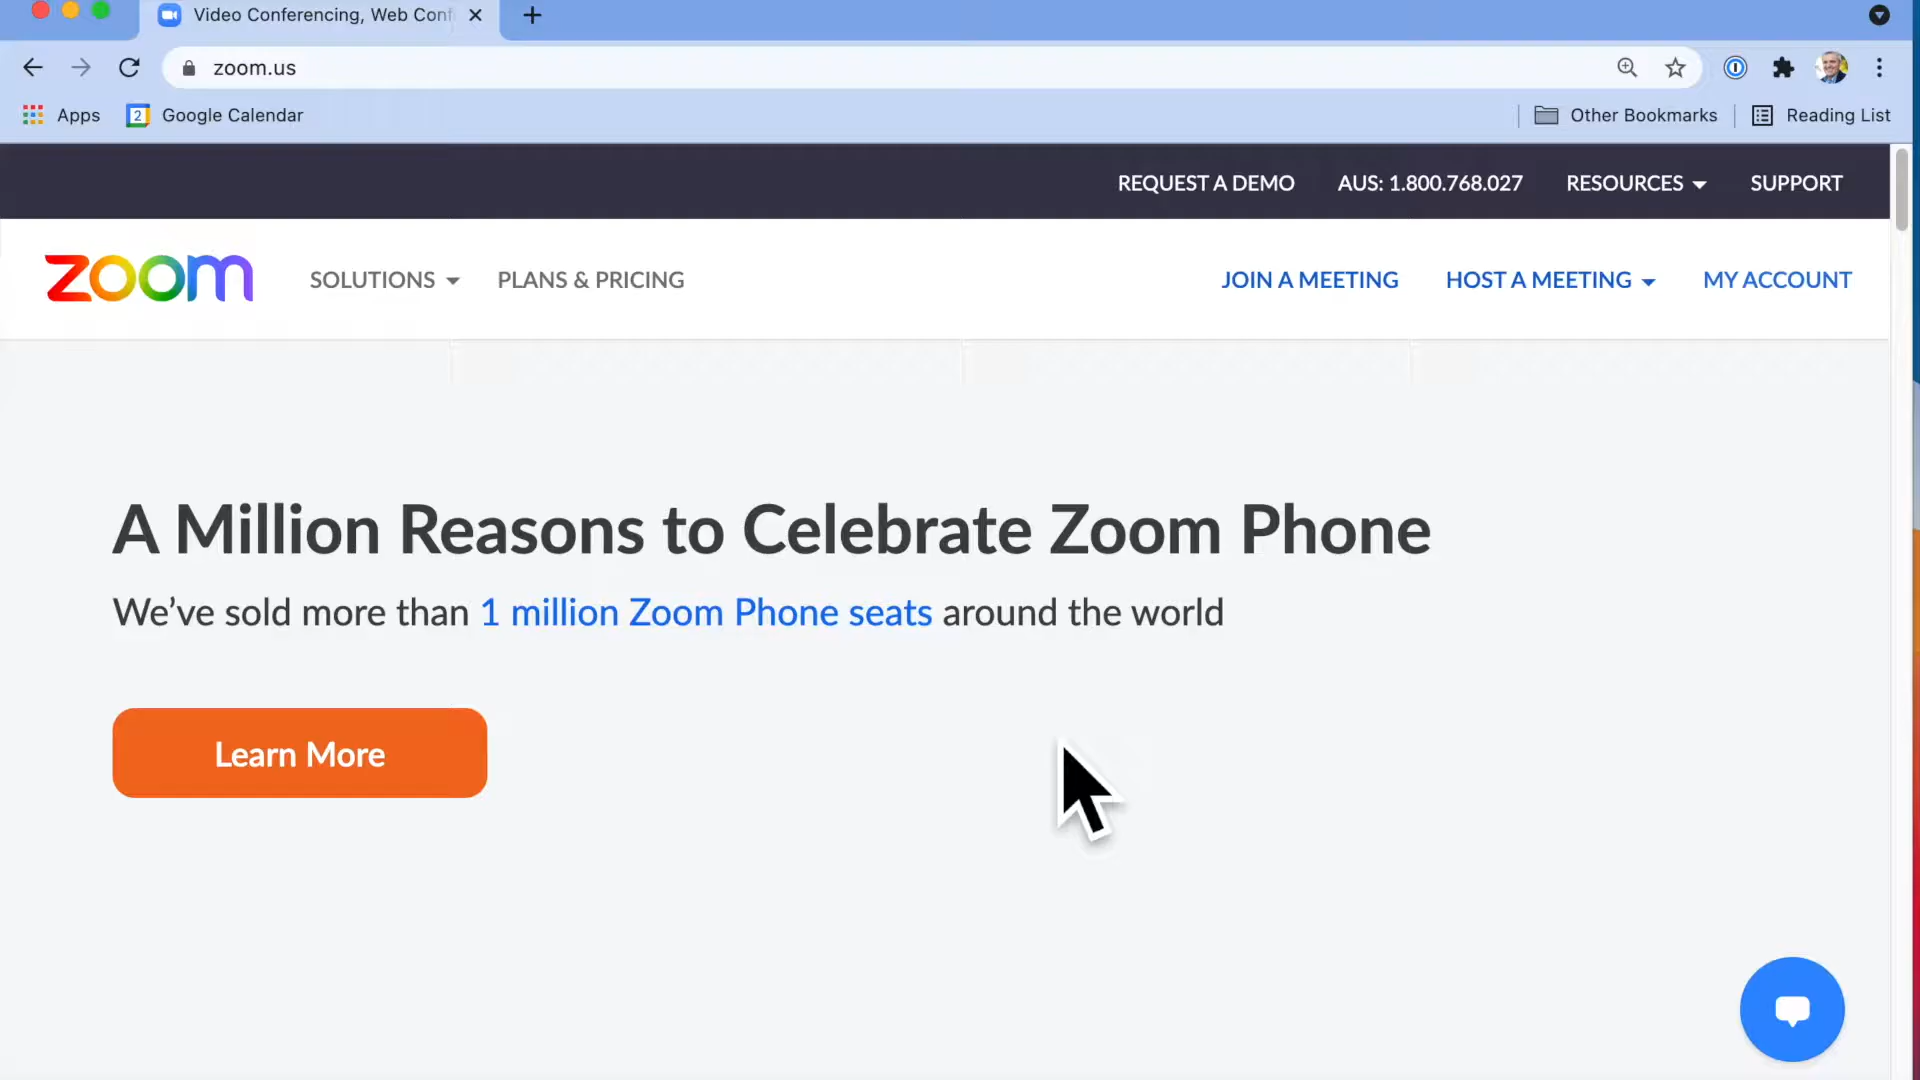 Video Conferencing, Web Conf
zoom.us
Apps
2
Google Calendar
Other Bookmarks
Reading List
REQUEST A DEMO
AUS: 1.800.768.027
RESOURCES
SUPPORT
zoom
SOLUTIONS
PLANS & PRICING
JOIN A MEETING
HOST A MEETING
MY ACCOUNT
A Million Reasons to Celebrate Zoom Phone
We’ve sold more than 1 million Zoom Phone seats around the world
Learn More